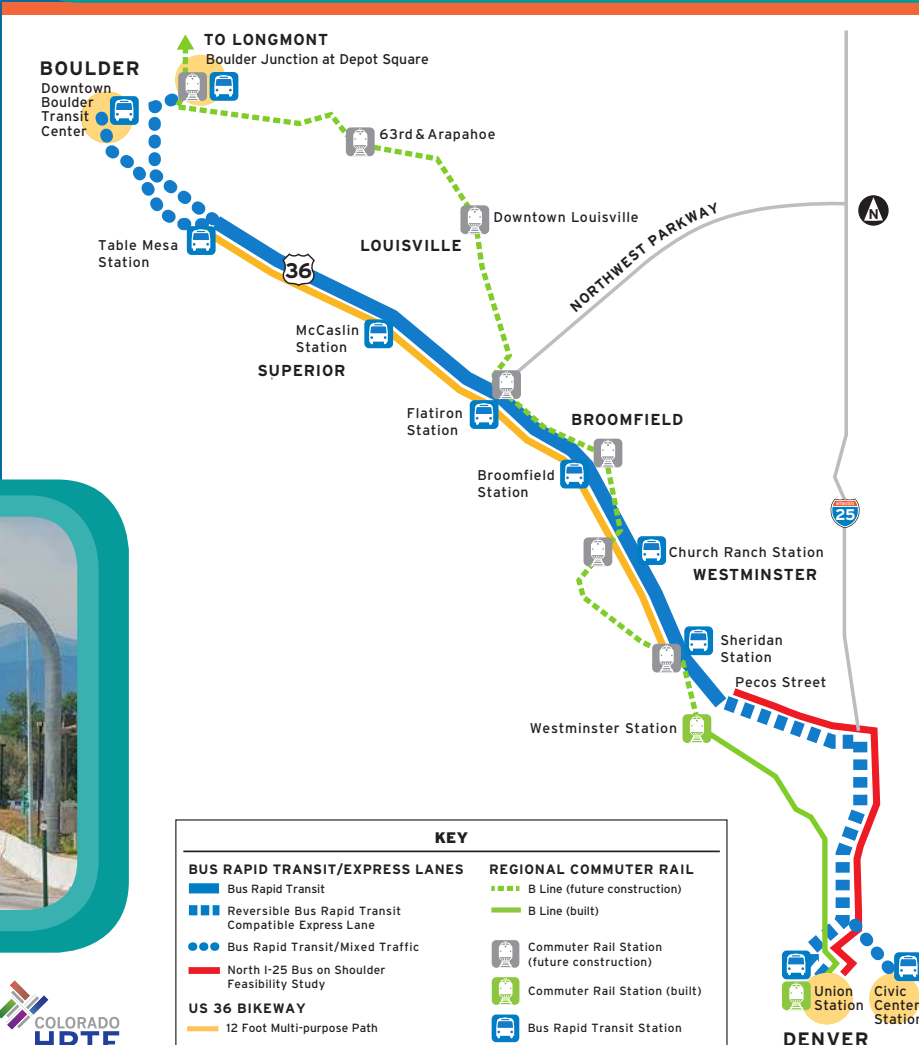 TO LONGMONT
Boulder Junction at Depot Square
BOULDER
Downtown
Boulder
Transit
Center
63rd & Arapahoe
Downtown Louisville
LOUISVILLE
NORTHWEST PARKWAY
N
Table Mesa
Station
36
McCaslin
Station
SUPERIOR
Flatiron
Station
BROOMFIELD
Broomfield
Station
25
Church Ranch Station
WESTMINSTER
Sheridan
Station
Pecos Street
Westminster Station
Union
Station
Civic
Center
Station
DENVER
KEY
BUS RAPID TRANSIT/EXPRESS LANES
Bus Rapid Transit
Reversible Bus Rapid Transit
Compatible Express Lane
Bus Rapid Transit/Mixed Traffic
North I-25 Bus on Shoulder
Feasibility Study
US 36 BIKEWAY
12 Foot Multi-purpose Path
REGIONAL COMMUTER RAIL
B Line (future construction)
B Line (built)
Commuter Rail Station
(future construction)
Commuter Rail Station (built)
Bus Rapid Transit Station
COLORADO
HPTE